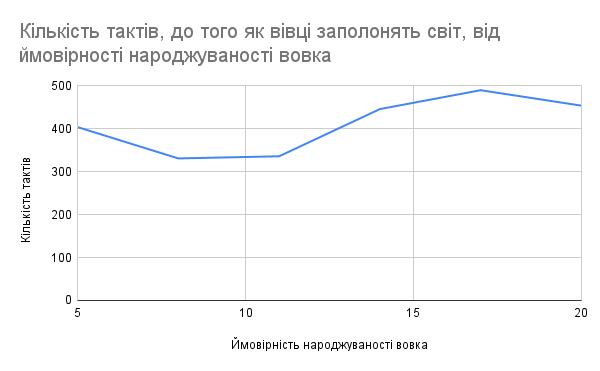 Кількість тактів, до того як вівці заполонять світ, від
ймовірності народжуваності вовка
500
400
300
200
100
0
Кількість тактів
5
10
15
20
Ймовірність народжуваності вовка